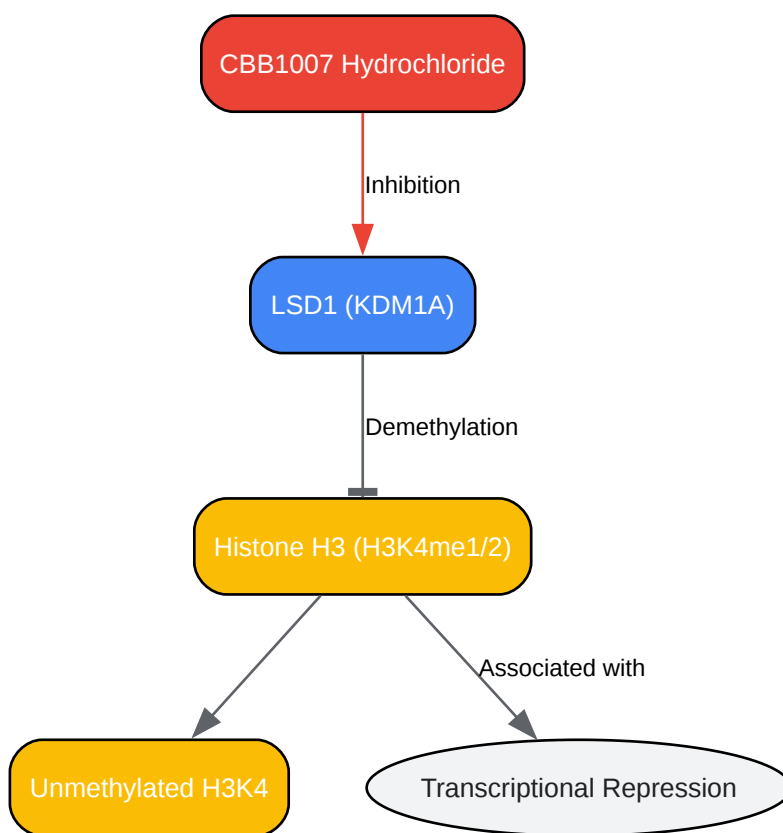 CBB1007 Hydrochloride
Inhibition
LSD1 (KDM1A)
Demethylation
Histone H3 (H3K4me1/2)
Associated with
Unmethylated H3K4
Transcriptional Repression